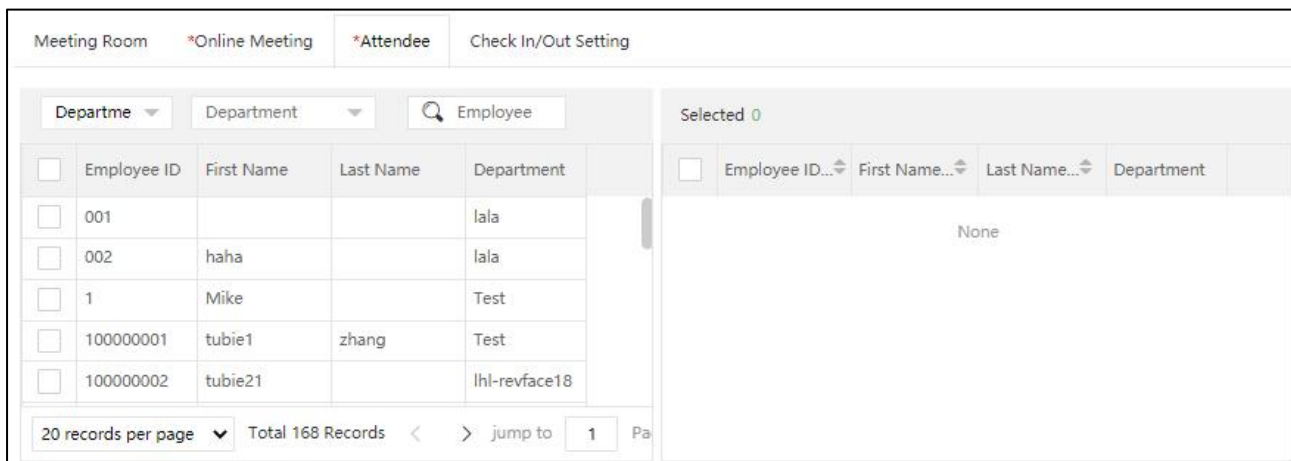 Meeting Room *Online Meeting *Attendee Check In/Out Setting
Departme Department Employee
Employee ID First Name Last Name Department
001 lala
002 haha lala
1 Mike Test
100000001 tubie1 zhang Test
100000002 tubie21 lhl-revface18
20 records per page Total 168 Records < > jump to 1 Pa
Selected 0
Employee ID... First Name... Last Name... Department
None